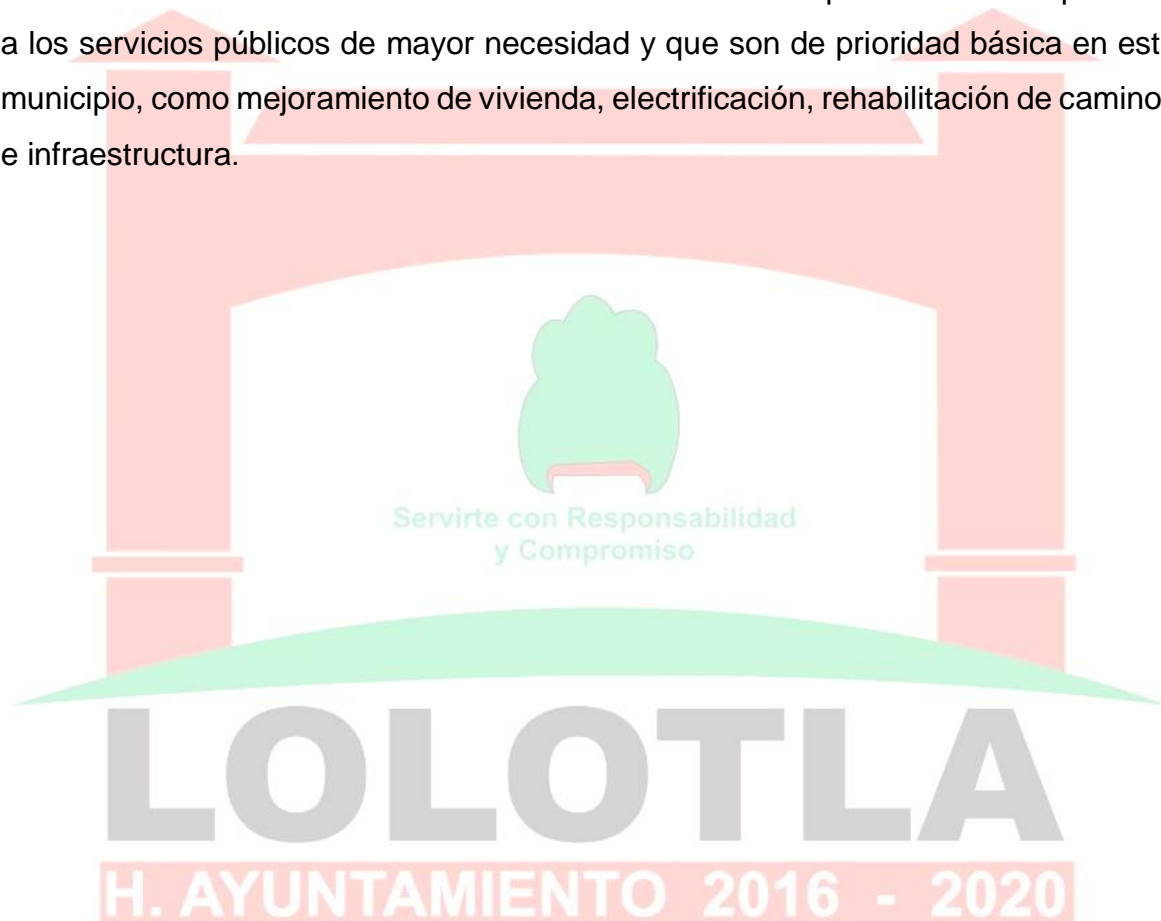 a los servicios públicos de mayor necesidad y que son de prioridad básica en est
municipio, como mejoramiento de vivienda, electrificación, rehabilitación de camino
e infraestructura.
Servirte con Responsabilidad
y Compromiso
LOLOTLA
H. AYUNTAMIENTO 2016 - 2020